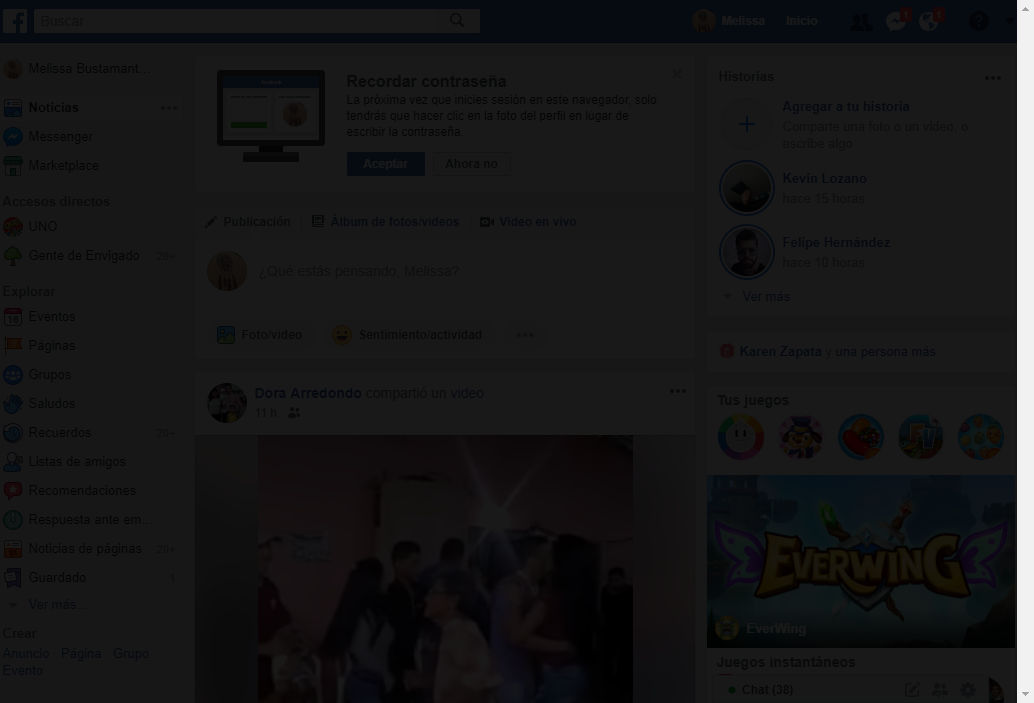 Buscar
Melissa
Inicio
Melissa Bustamant...
Noticias
Messenger
Marketplace
Accesos directos
UNO
Gente de Envigado 20+
Explorar
Eventos
Páginas
Grupos
Saludos
Recuerdos 20+
Listas de amigos
Recomendaciones
Respuesta ante em...
Noticias de páginas 20+
Guardado 1
Ver más...
Crear
Anuncio Página Grupo
Evento
Recordar contraseña
La próxima vez que inicies sesión en este navegador, solo
tendrás que hacer clic en la foto del perfil en lugar de
escribir la contraseña.
Aceptar
Ahora no
Publicación
Álbum de fotos/videos
Video en vivo
¿Qué estás pensando, Melissa?
Foto/video
Sentimiento/actividad
Dora Arredondo compartió un video.
11 h
Historias
Agregar a tu historia
Comparte una foto o un video, o
escribe algo
Kevin Lozano
hace 15 horas
Felipe Hernández
Ver más
Karen Zapata y una persona más
Tus juegos
EVERWING
EverWing
Juegos instantáneos
Chat (38)